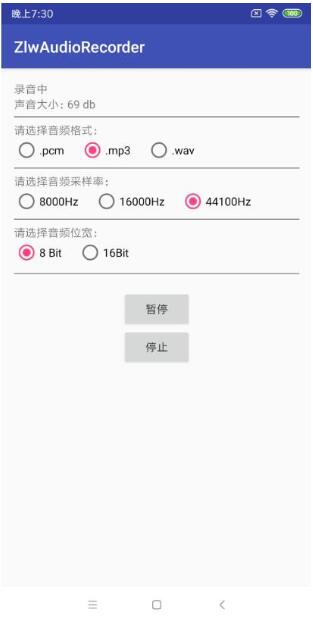 晚上7:30 100
ZlwAudioRecorder
录音中
声音大小: 69 db
请选择音频格式:
.pcm .mp3 .wav
请选择音频采样率:
8000Hz 16000Hz 44100Hz
请选择音频位宽:
8 Bit 16Bit
暂停
停止